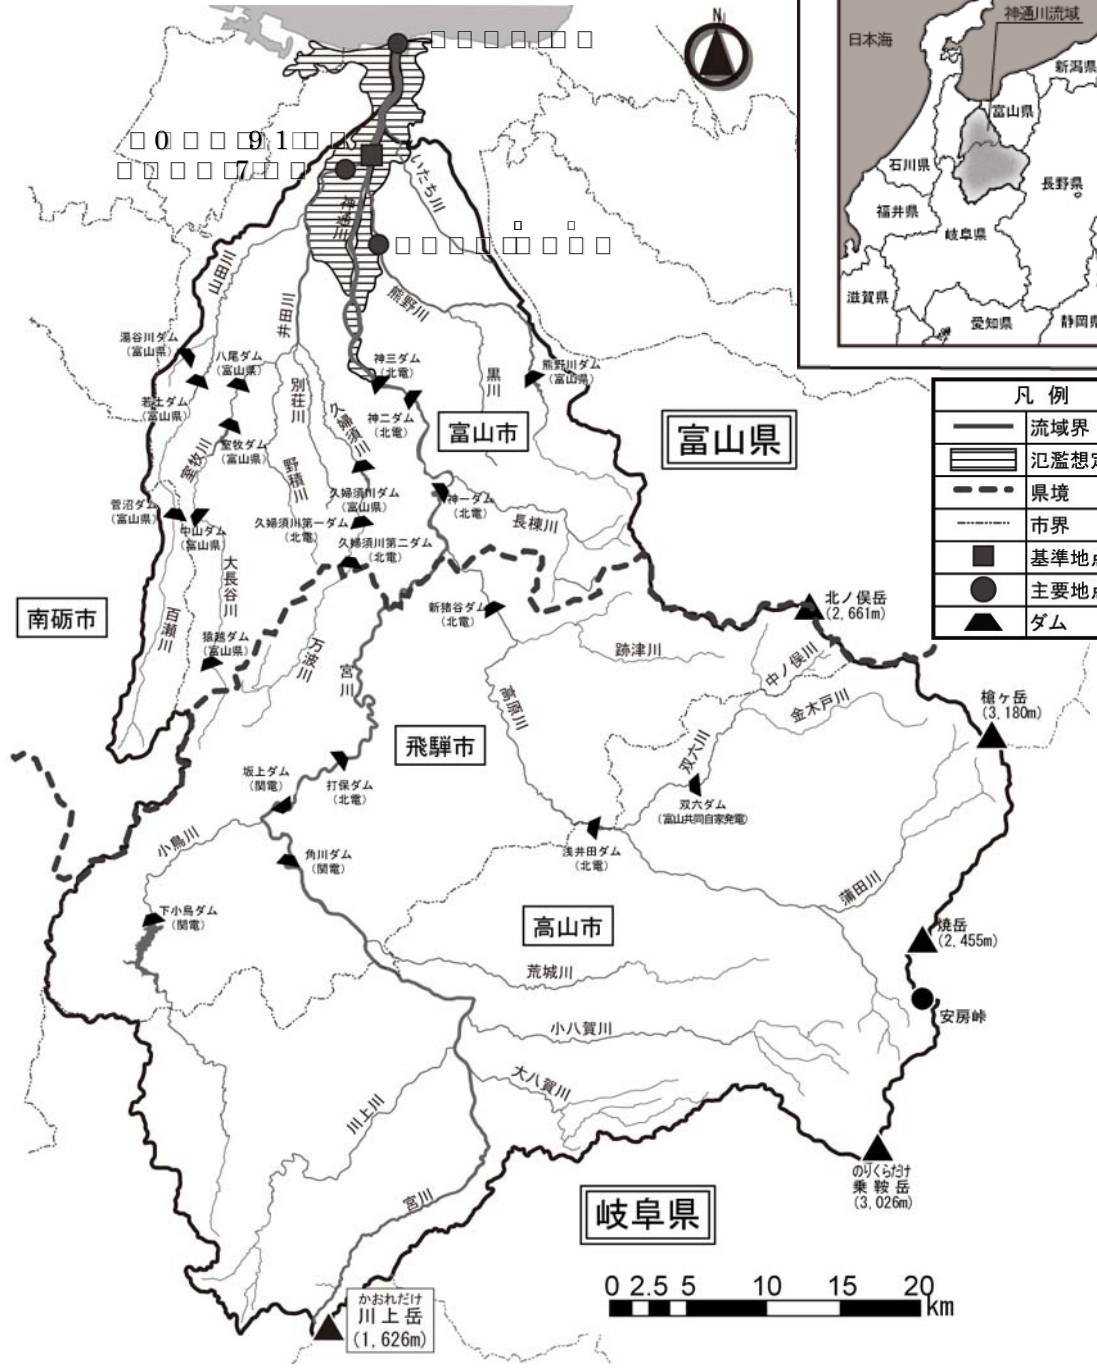 N
神通川流域
日本海
新潟県
富山県
石川県
長野県
福井県
岐阜県
滋賀県
愛知県
静岡県
凡 例
流域界
氾濫想定
県境
市界
基準地点
主要地点
ダム
いたち川
神通川
山田川
井田川
熊野川
湯谷川ダム
(富山県)
八尾ダム
(富山県)
若土ダム
(富山県)
神三ダム
(北電)
神二ダム
(北電)
熊野川ダム
(富山県)
別荘川
久婦須川
黒川
富山市
富山県
室牧ダム
(富山県)
室牧川
野積川
久婦須川ダム
(富山県)
神一ダム
(北電)
菅沼ダム
(富山県)
中山ダム
(富山県)
久婦須川第一ダム
(北電)
長棟川
久婦須川第二ダム
(北電)
大長谷川
南砺市
百瀬川
新猪谷ダム
(北電)
北ノ俣岳
(2,661m)
猿越ダム
(富山県)
万波川
宮川
跡津川
中ノ俣川
高原川
金木戸川
槍ヶ岳
(3,180m)
飛騨市
双六川
坂上ダム
(関電)
打保ダム
(北電)
双六ダム
(富山共同自家発電)
小鳥川
角川ダム
(関電)
浅井田ダム
(北電)
蒲田川
下小鳥ダム
(関電)
高山市
焼岳
(2,455m)
荒城川
安房峠
小八賀川
大八賀川
川上川
のりくらだけ
乗鞍岳
(3,026m)
宮川
岐阜県
かおれだけ
川上岳
(1,626m)
0 2.5 5 10 15 20
km